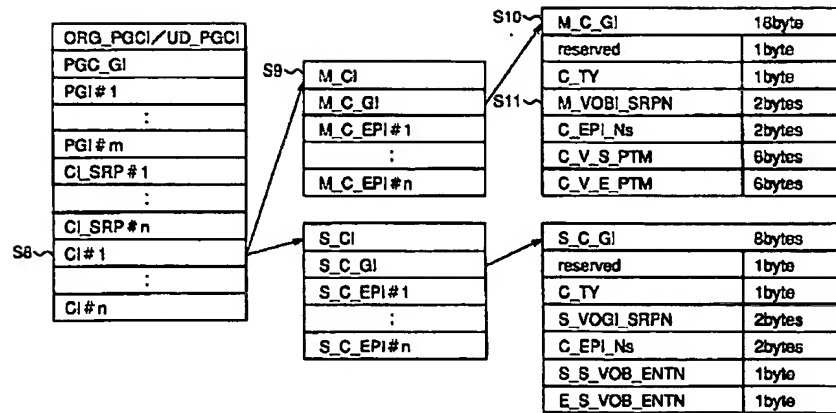 ORG_PGCI/UD_PGCI
PGC_GI
PGI#1
:
PGI#m
CI_SRP#1
:
CI_SRP#n
S8
CI#1
:
CI#n
S9
M_CI
M_C_GI
M_C_EPI#1
:
M_C_EPI#n
S_CI
S_C_GI
S_C_EPI#1
:
S_C_EPI#n
S10
M_C_GI 18byte
reserved 1byte
C_TY 1byte
S11
M_VOBI_SRPN 2bytes
C_EPI_Ns 2bytes
C_V_S_PTM 6bytes
C_V_E_PTM 6bytes
S_C_GI 8bytes
reserved 1byte
C_TY 1byte
S_VOGI_SRPN 2bytes
C_EPI_Ns 2bytes
S_S_VOB_ENTN 1byte
E_S_VOB_ENTN 1byte